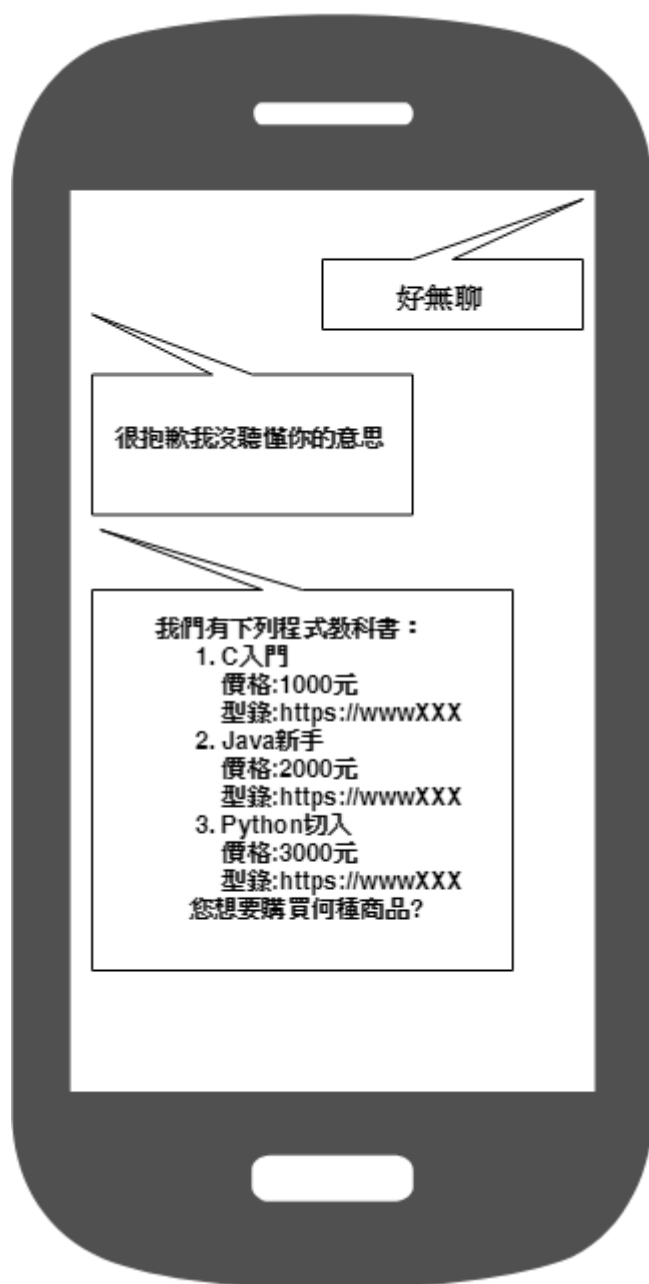 好無聊
很抱歉我沒聽懂你的意思
我們有下列程式教科書：
1. C入門
價格:1000元
型錄:https://wwwXXX
2. Java新手
價格:2000元
型錄:https://wwwXXX
3. Python切入
價格:3000元
型錄:https://wwwXXX
您想要購買何種商品?